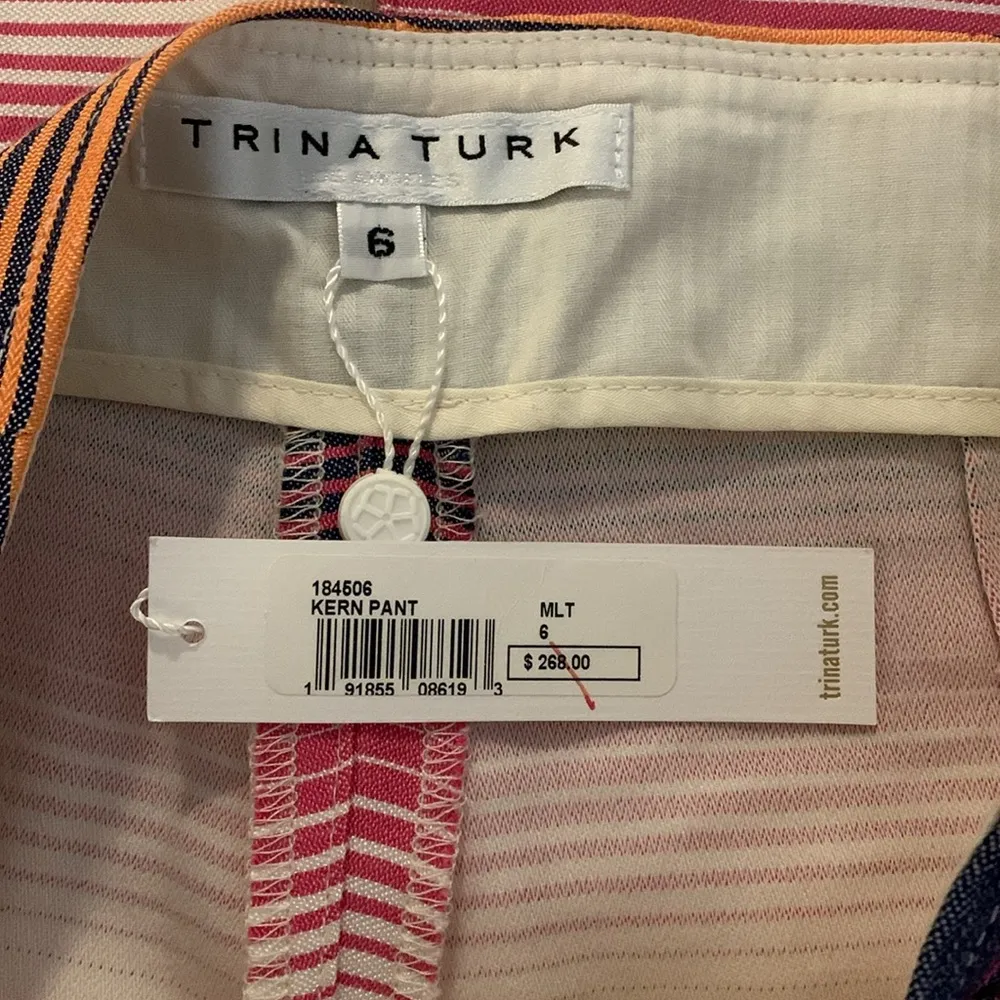 TRINA TURK
6
184506
KERN PANT
MLT
6
$ 268.00
1 91855 08619 3
trinaturk.com